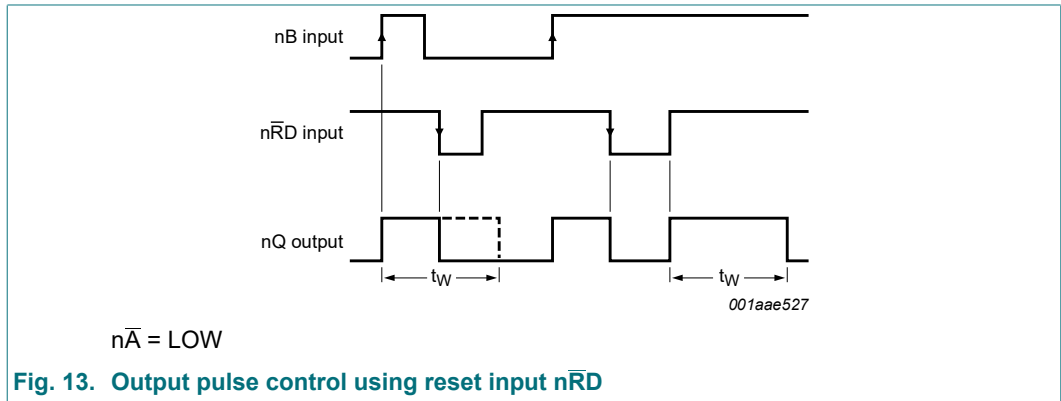 nB input
nR̅D input
nQ output
tW
tW
001aae527
nA̅ = LOW
Fig. 13. Output pulse control using reset input nR̅D